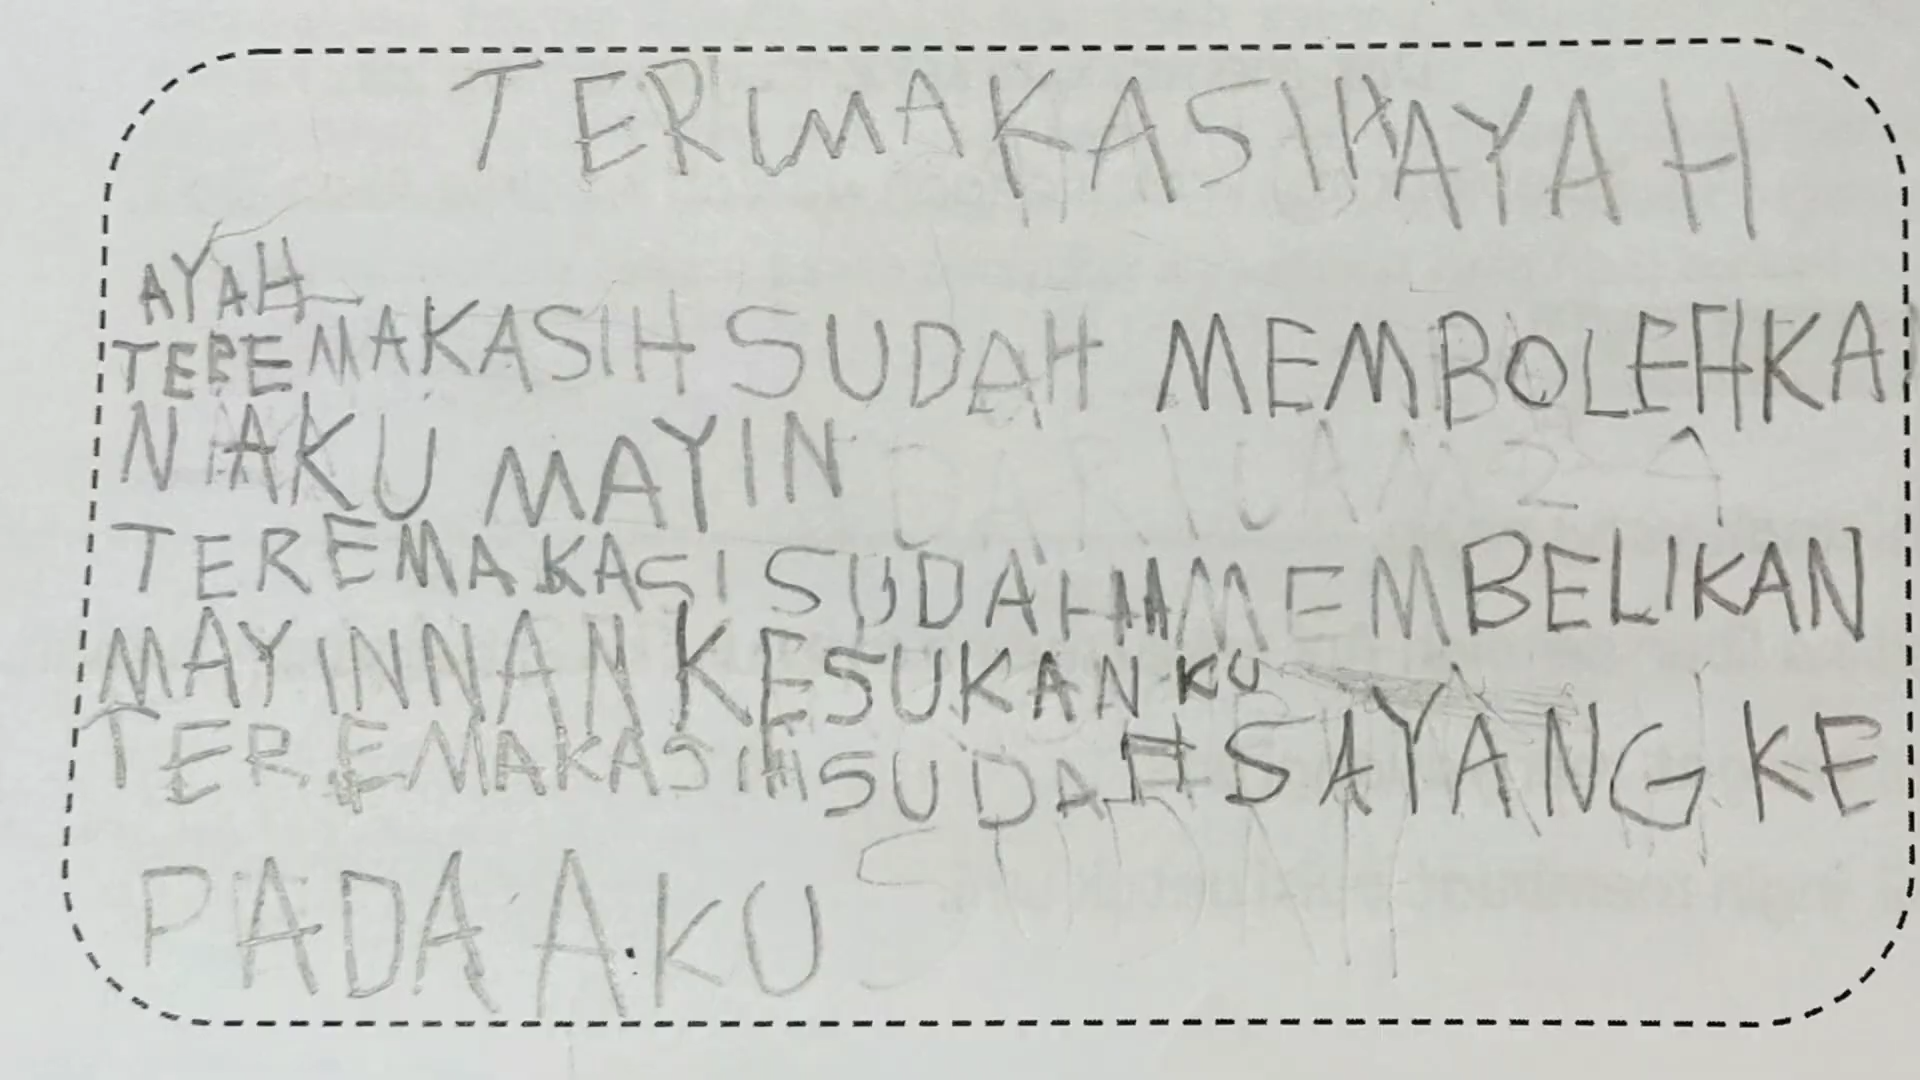 TERIMAKASIH AYAH
AYAH
TEREMAKASIH SUDAH MEMBOLEHKA
N AKU MAYIN
TEREMAKASI SUDAH MEMBELIKAN
MAYINNAN KESUKANKU
TEREMAKASIH SUDAH SAYANG KE
PADA AKU